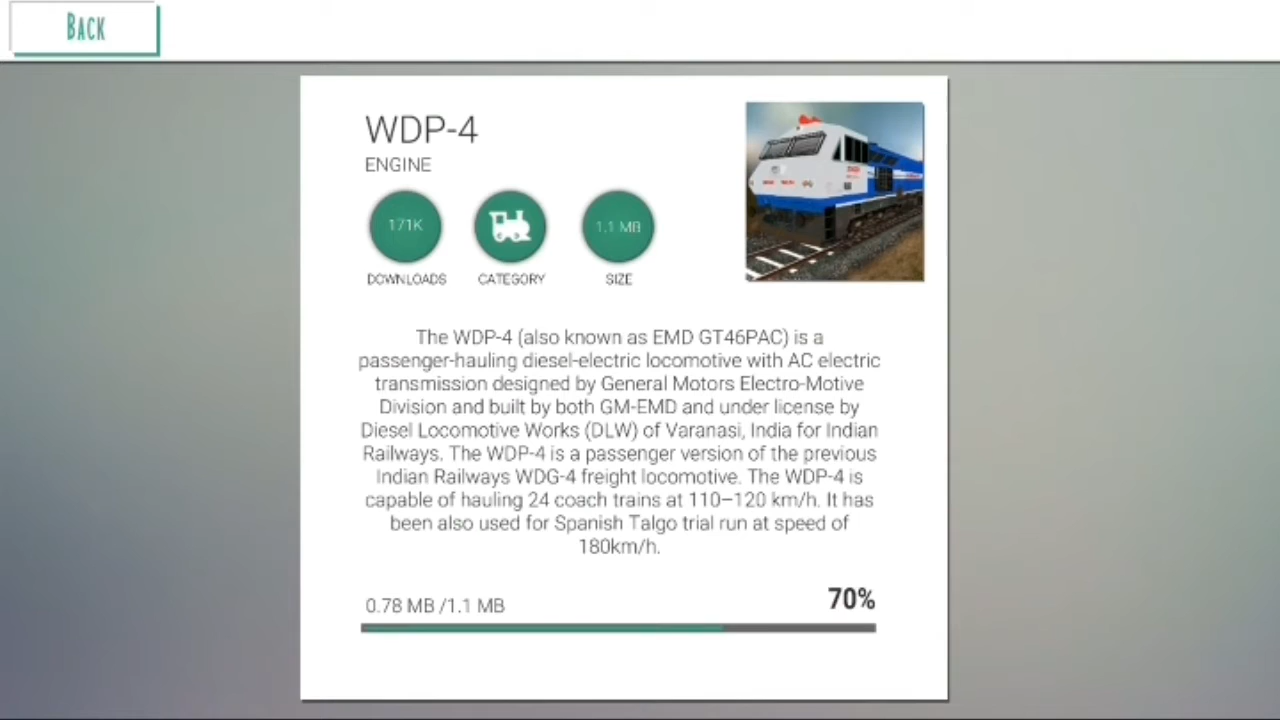 BACK
WDP-4
ENGINE
171K
1.1 MB
DOWNLOADS
CATEGORY
SIZE
The WDP-4 (also known as EMD GT46PAC) is a
passenger-hauling diesel-electric locomotive with AC electric
transmission designed by General Motors Electro-Motive
Division and built by both GM-EMD and under license by
Diesel Locomotive Works (DLW) of Varanasi, India for Indian
Railways. The WDP-4 is a passenger version of the previous
Indian Railways WDG-4 freight locomotive. The WDP-4 is
capable of hauling 24 coach trains at 110–120 km/h. It has
been also used for Spanish Talgo trial run at speed of
180km/h.
0.78 MB /1.1 MB
70%